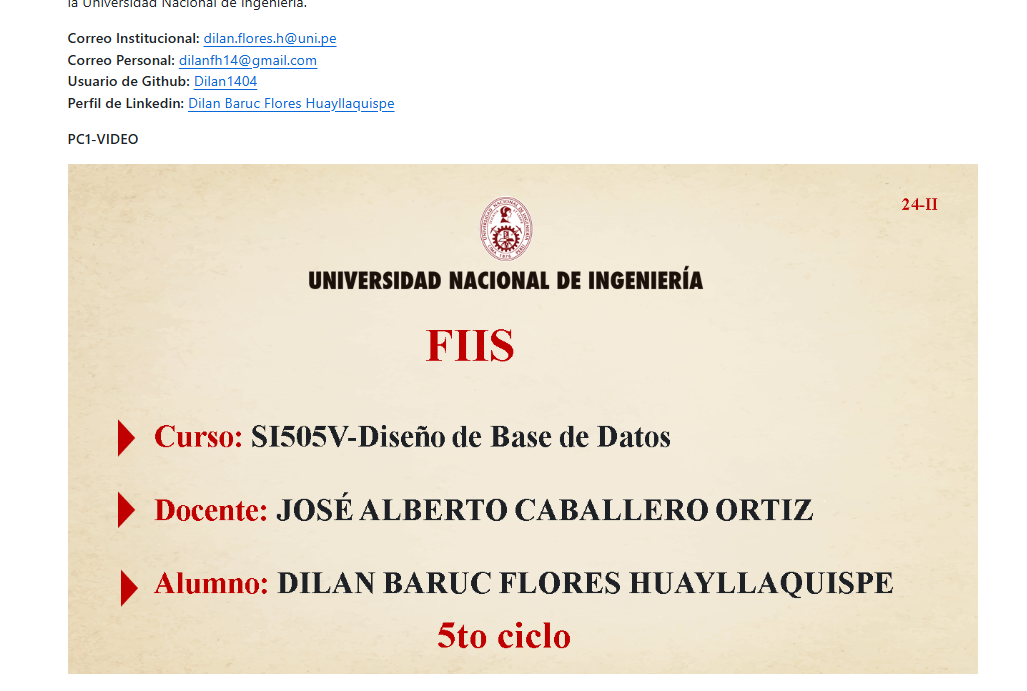 la Universidad Nacional de Ingeniería.
Correo Institucional: dilan.flores.h@uni.pe
Correo Personal: dilanfh14@gmail.com
Usuario de Github: Dilan1404
Perfil de Linkedin: Dilan Baruc Flores Huayllaquispe
PC1-VIDEO
24-II
UNIVERSIDAD NACIONAL DE INGENIERÍA
FIIS
Curso: SI505V-Diseño de Base de Datos
Docente: JOSÉ ALBERTO CABALLERO ORTIZ
Alumno: DILAN BARUC FLORES HUAYLLAQUISPE
5to ciclo